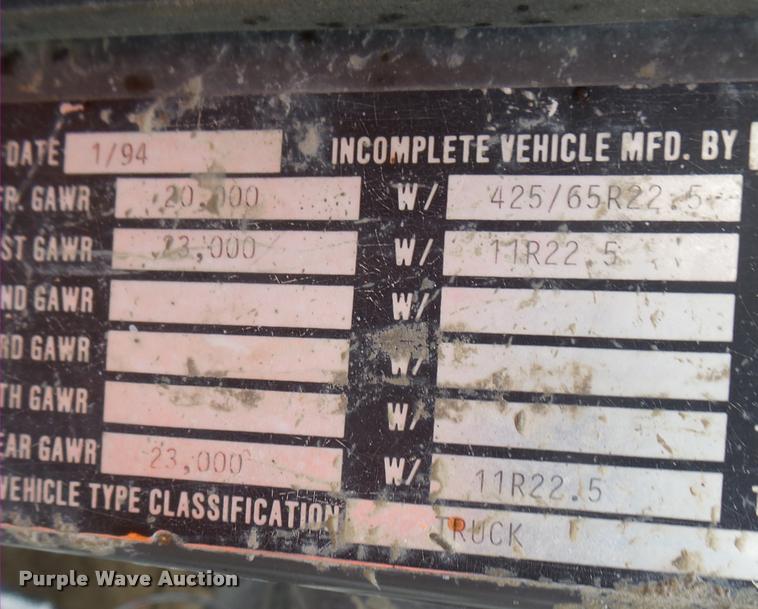 DATE 1/94 INCOMPLETE VEHICLE MFD. BY
FR. GAWR 20,000 W/ 425/65R22.5
ST GAWR 23,000 W/ 11R22.5
ND GAWR W/
RD GAWR W/
TH GAWR W/
EAR GAWR 23,000 W/ 11R22.5
VEHICLE TYPE CLASSIFICATION TRUCK
Purple Wave Auction